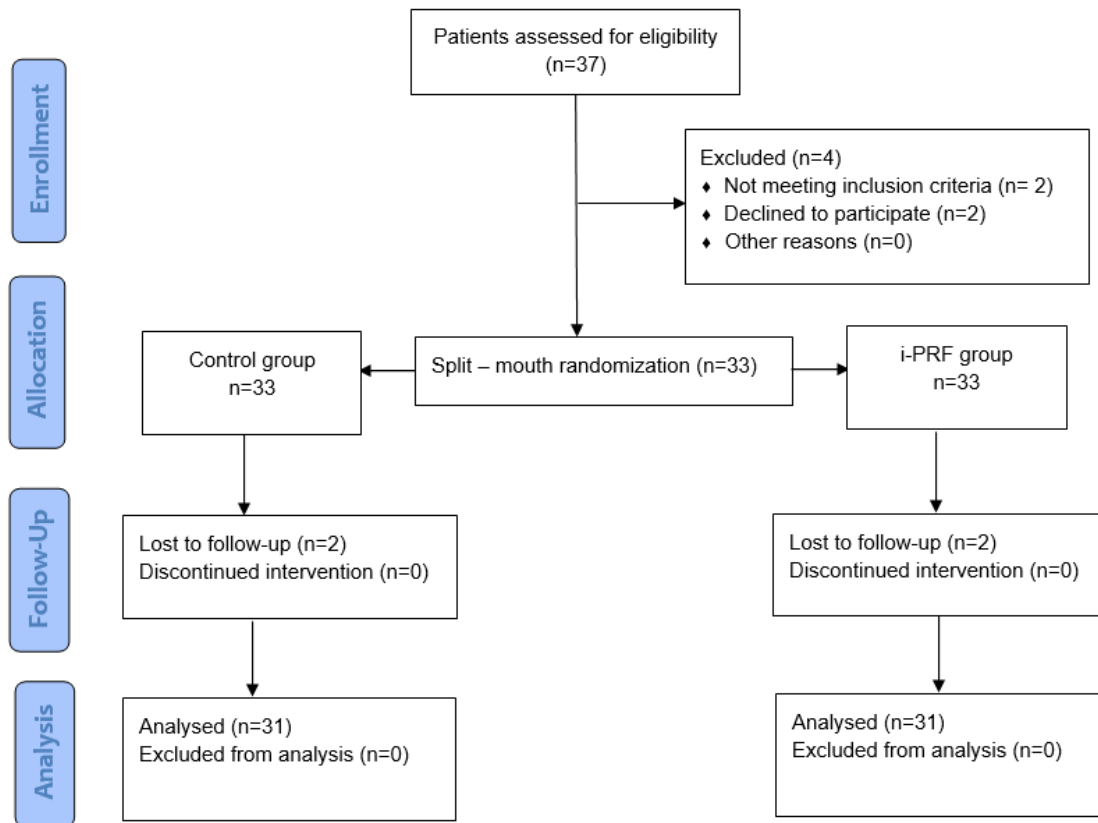 Enrollment
Patients assessed for eligibility
(n=37)
Excluded (n=4)
♦ Not meeting inclusion criteria (n= 2)
♦ Declined to participate (n=2)
♦ Other reasons (n=0)
Allocation
Control group
n=33
Split – mouth randomization (n=33)
i-PRF group
n=33
Follow-Up
Lost to follow-up (n=2)
Discontinued intervention (n=0)
Lost to follow-up (n=2)
Discontinued intervention (n=0)
Analysis
Analysed (n=31)
Excluded from analysis (n=0)
Analysed (n=31)
Excluded from analysis (n=0)